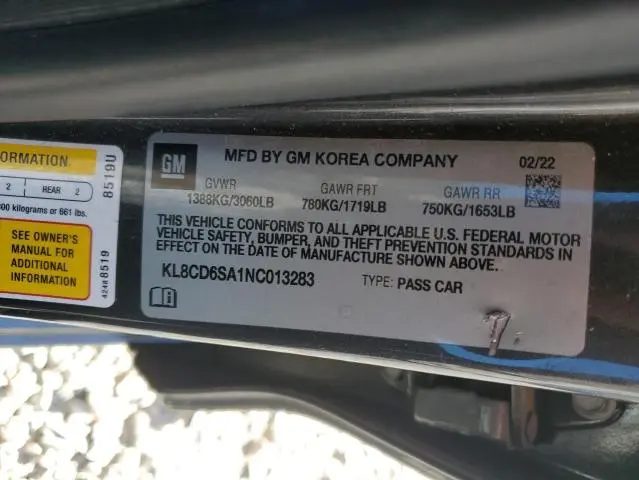 ORMATION
2 REAR 2
00 kilograms or 661 lbs.
SEE OWNER'S
MANUAL FOR
ADDITIONAL
INFORMATION
8519U
4248 8519
GM
MFD BY GM KOREA COMPANY
02/22
GVWR GAWR FRT GAWR RR
1388KG/3060LB 780KG/1719LB 750KG/1653LB
THIS VEHICLE CONFORMS TO ALL APPLICABLE U.S. FEDERAL MOTOR
VEHICLE SAFETY, BUMPER, AND THEFT PREVENTION STANDARDS IN
EFFECT ON THE DATE OF MANUFACTURE SHOWN ABOVE.
KL8CD6SA1NC013283 TYPE: PASS CAR